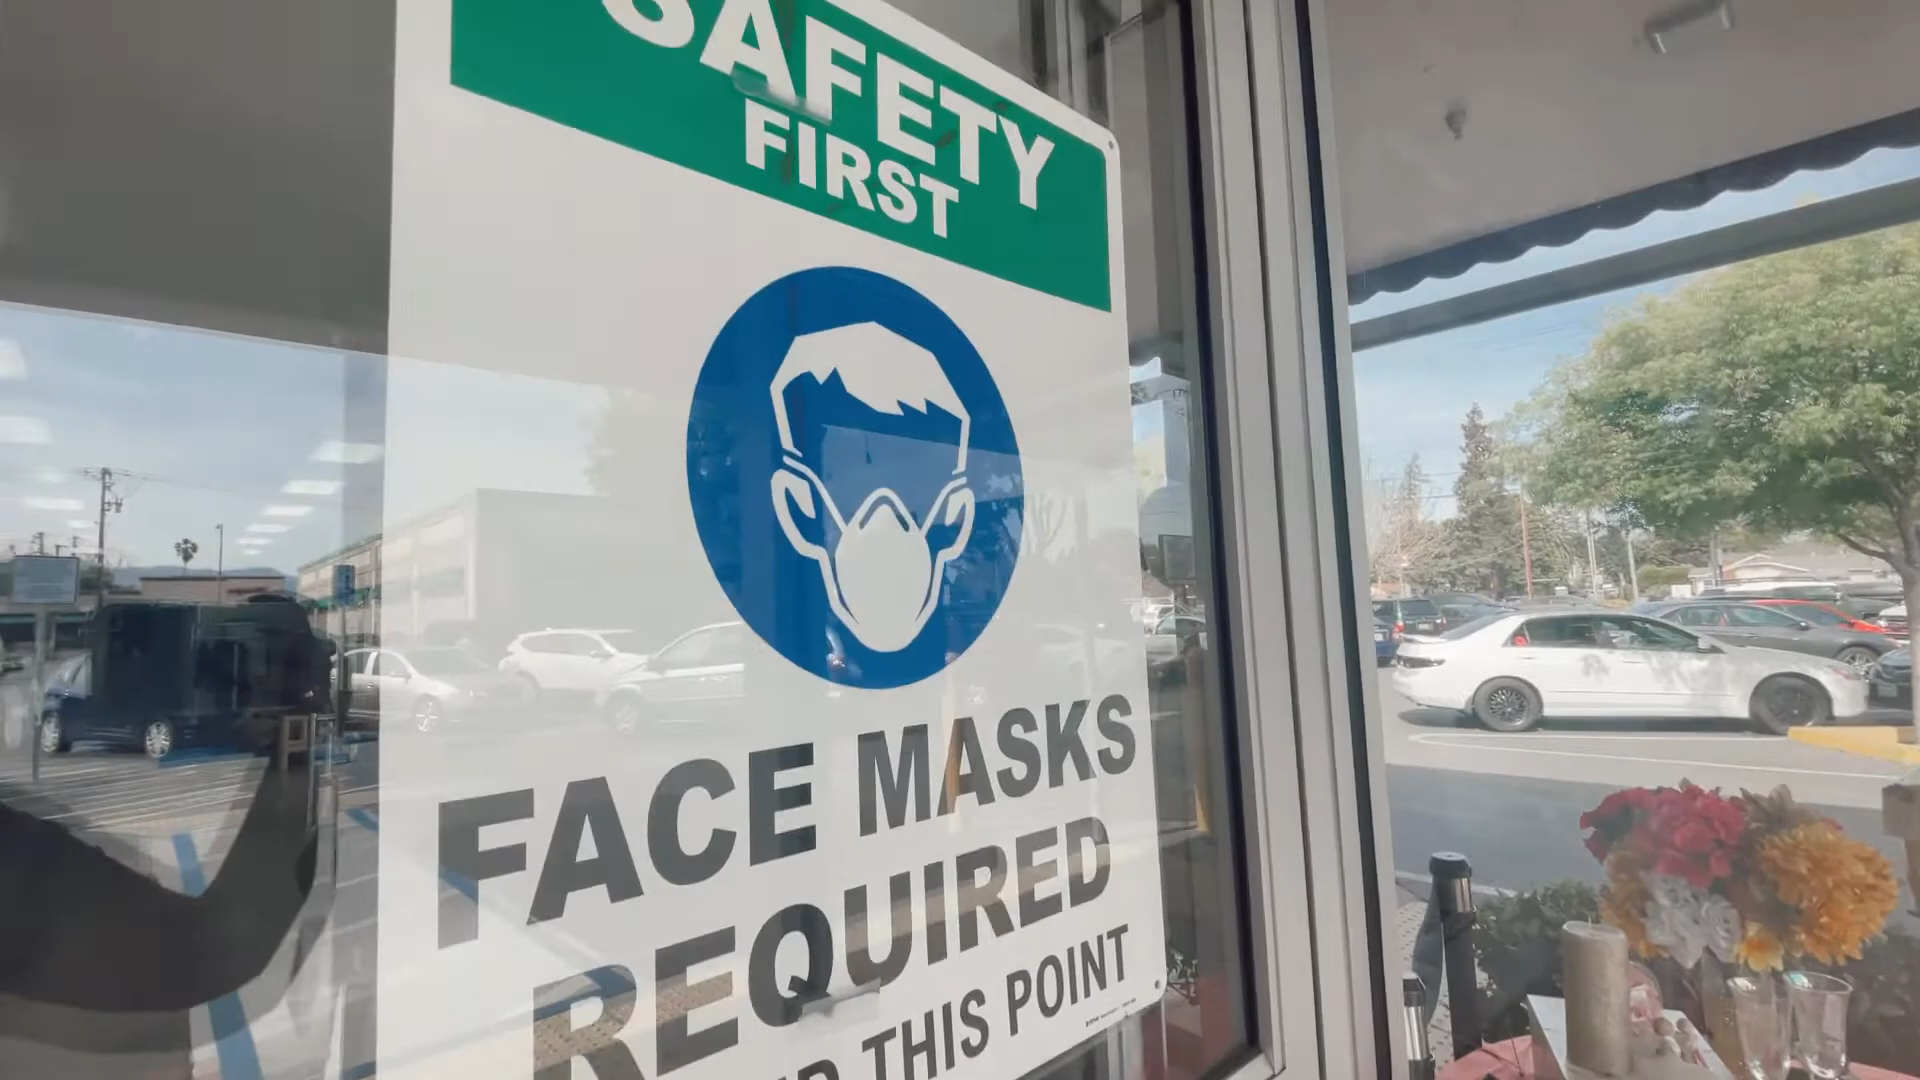 SAFETY
FIRST
FACE MASKS
REQUIRED
THIS POINT